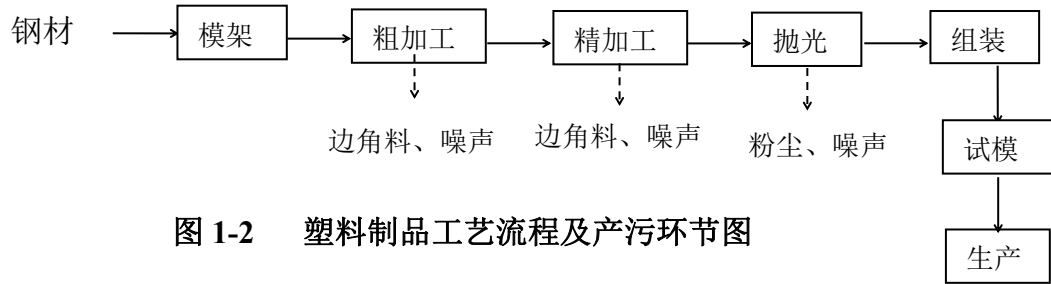 钢材 模架 粗加工 精加工 抛光 组装
边角料、噪声 边角料、噪声 粉尘、噪声 试模
图 1-2 塑料制品工艺流程及产污环节图
生产